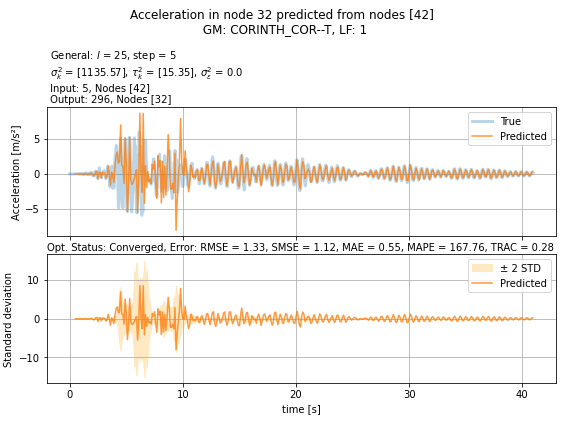 Acceleration in node 32 predicted from nodes [42]
GM: CORINTH_COR--T, LF: 1
General: l = 25, step = 5
σ²ₖ = [1135.57], τ²ₖ = [15.35], σ²_ε = 0.0
Input: 5, Nodes [42]
Output: 296, Nodes [32]
Acceleration [m/s²]
5
0
−5
True
Predicted
Opt. Status: Converged, Error: RMSE = 1.33, SMSE = 1.12, MAE = 0.55, MAPE = 167.76, TRAC = 0.28
Standard deviation
10
0
−10
± 2 STD
Predicted
0 10 20 30 40
time [s]